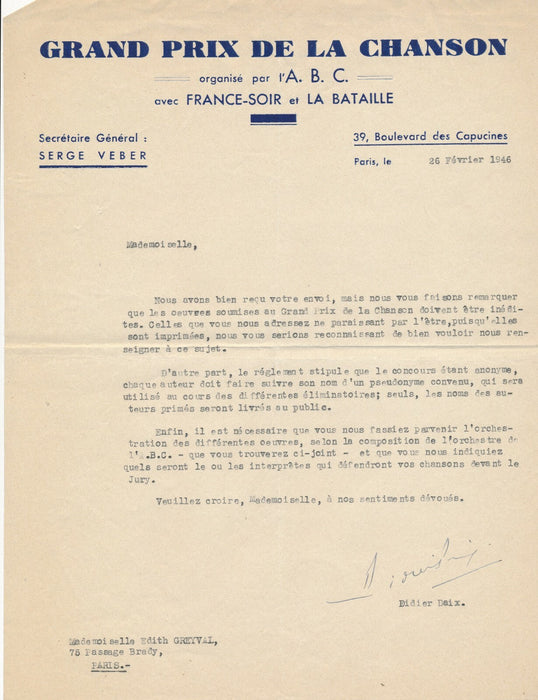 GRAND PRIX DE LA CHANSON
organisé par l'A. B. C.
avec FRANCE-SOIR et LA BATAILLE
Secrétaire Général :
SERGE VEBER
39, Boulevard des Capucines
Paris, le 26 Février 1946
Mademoiselle,
Nous avons bien reçu votre envoi, mais nous vous faisons remarquer
que les oeuvres soumises au Grand Prix de la Chanson doivent être inédi-
tes. Celles que vous nous adressez ne paraissant par l'être,puisqu'elles
sont imprimées, nous vous serions reconnaissant de bien vouloir nous ren-
seigner à ce sujet.
D'autre part, le réglement stipule que le concours étant anonyme,
chaque auteur doit faire suivre son nom d'un pseudonyme convenu, qui sera
utilisé au cours des différentes éliminatoires; seuls, les noms des au-
teurs primés seront livrés au public.
Enfin, il est nécessaire que vous nous fassiez parvenir l'orches-
tration des différentes oeuvres, selon la composition de l'orchestre de
l'A.B.C. - que vous trouverez ci-joint - et que vous nous indiquiez
quels seront le ou les interprètes qui défendront vos chansons devant le
Jury.
Veuillez croire, Mademoiselle, à nos sentiments dévoués.
Didier Daix.
Mademoiselle Edith GREYVAL,
75 Passage Brady,
PARIS.-